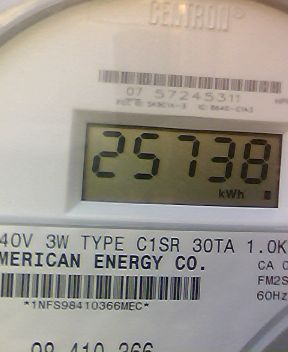 CENTRON®
07 57245311
25738
kWh
40V 3W TYPE C1SR 30TA 1.0K
MERICAN ENERGY CO.
CA 0
FM2S
60Hz
*1NFS98410366MEC*
98 410 366